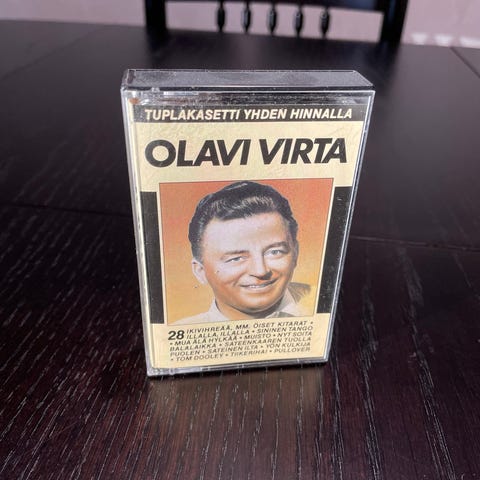 TUPLAKASETTI YHDEN HINNALLA
OLAVI VIRTA
28 IKIVIHREÄÄ, MM. ÖISET KITARAT •
ILLALLA, ILLALLA • SININEN TANGO
• MUA ÄLÄ HYLKÄÄ • MUISTO • NYT SOITA
BALALAIKKA • SATEENKAAREN TUOLLA
PUOLEN • SATEINEN ILTA • YÖN KULKIJA
• TOM DOOLEY • TIIKERIHAI • PULLOVER